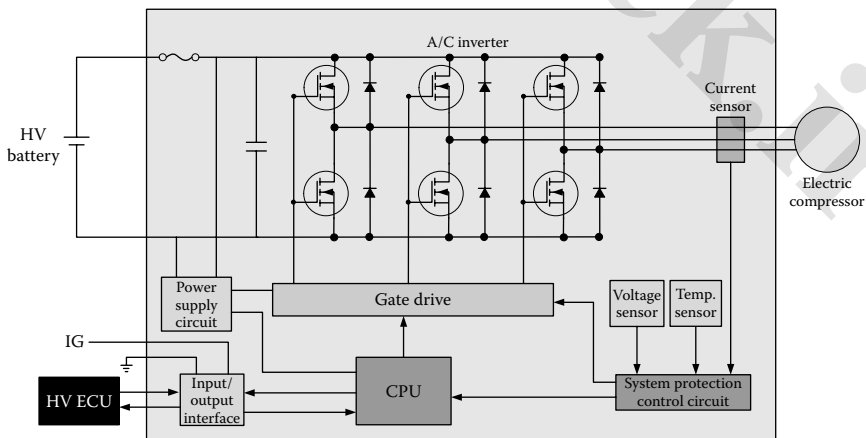 A/C inverter
Current
sensor
HV
battery
Electric
compressor
Power
supply
circuit
Gate drive
Voltage
sensor
Temp.
sensor
IG
HV ECU
Input/
output
interface
CPU
System protection
control circuit